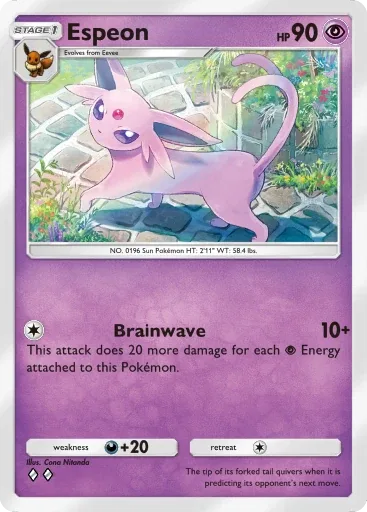 STAGE 1
Espeon
HP 90
Evolves from Eevee
NO. 0196 Sun Pokémon HT: 2'11" WT: 58.4 lbs.
Brainwave 10+
This attack does 20 more damage for each Energy
attached to this Pokémon.
weakness +20 retreat
Illus. Cona Nitanda
The tip of its forked tail quivers when it is
predicting its opponent's next move.